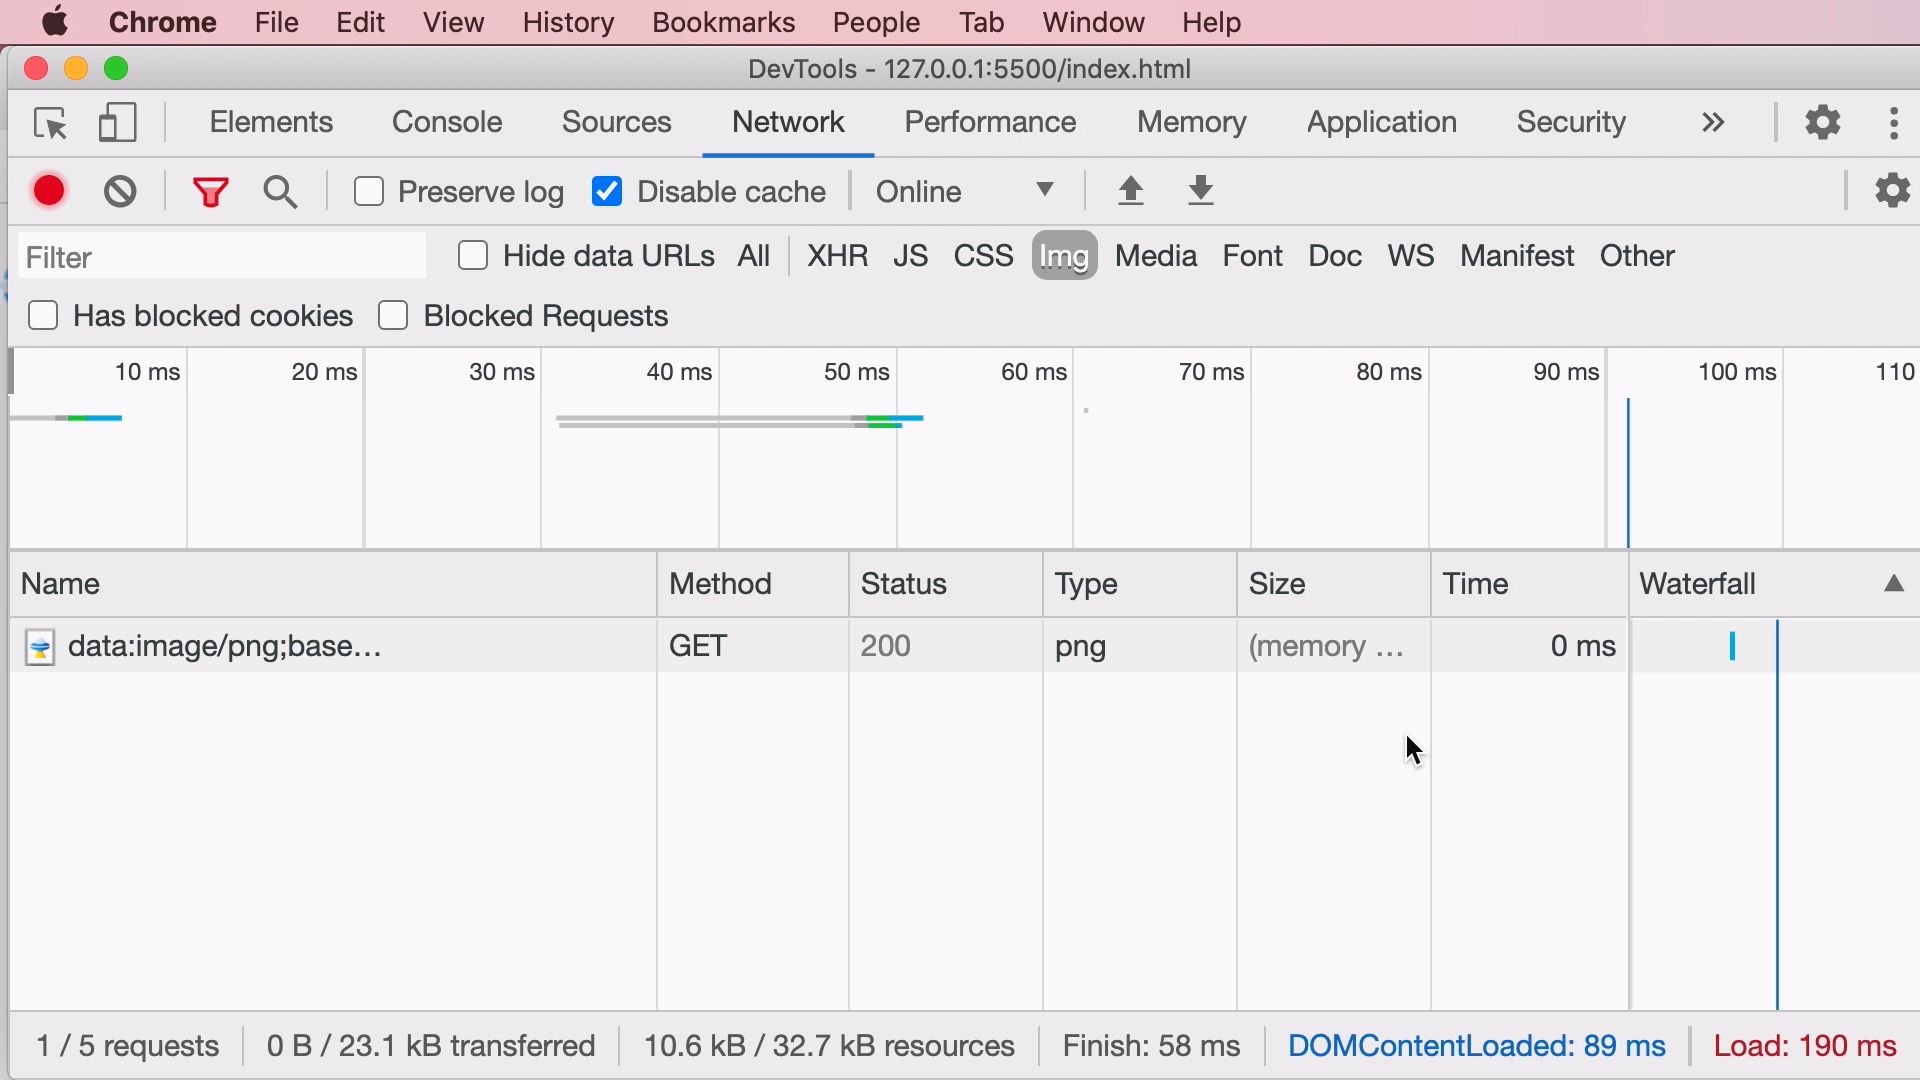 Chrome File Edit View History Bookmarks People Tab Window Help
DevTools - 127.0.0.1:5500/index.html
Elements Console Sources Network Performance Memory Application Security
Preserve log Disable cache Online
Filter Hide data URLs All XHR JS CSS Img Media Font Doc WS Manifest Other
Has blocked cookies Blocked Requests
10 ms 20 ms 30 ms 40 ms 50 ms 60 ms 70 ms 80 ms 90 ms 100 ms 110
Name Method Status Type Size Time Waterfall
data:image/png;base… GET 200 png (memory … 0 ms
1 / 5 requests 0 B / 23.1 kB transferred 10.6 kB / 32.7 kB resources Finish: 58 ms DOMContentLoaded: 89 ms Load: 190 ms